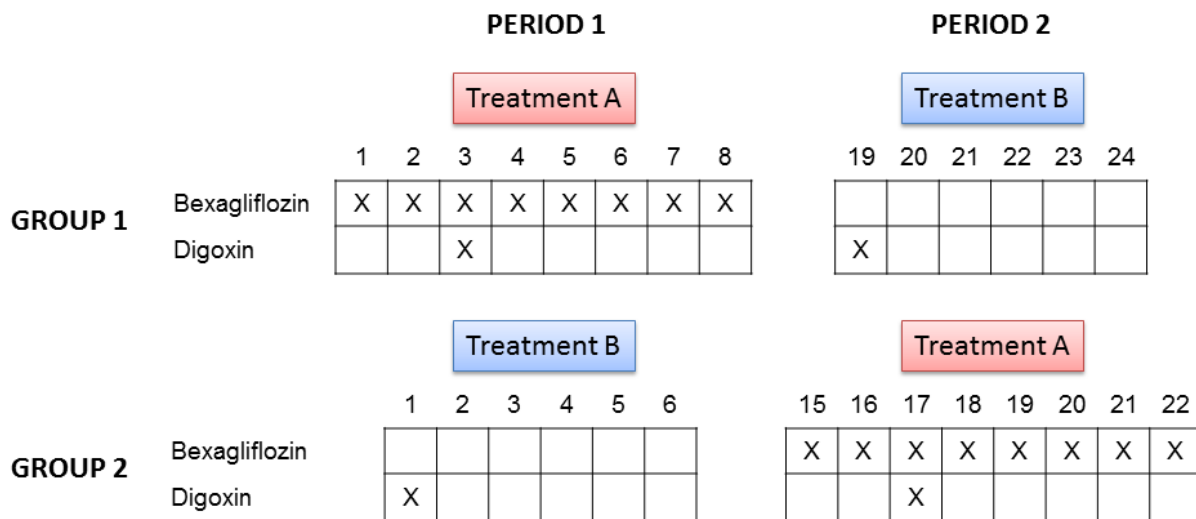 PERIOD 1 PERIOD 2
Treatment A Treatment B
1 2 3 4 5 6 7 8 19 20 21 22 23 24
GROUP 1
Bexagliflozin X X X X X X X X
Digoxin X X
Treatment B Treatment A
1 2 3 4 5 6 15 16 17 18 19 20 21 22
GROUP 2
Bexagliflozin X X X X X X X X
Digoxin X X